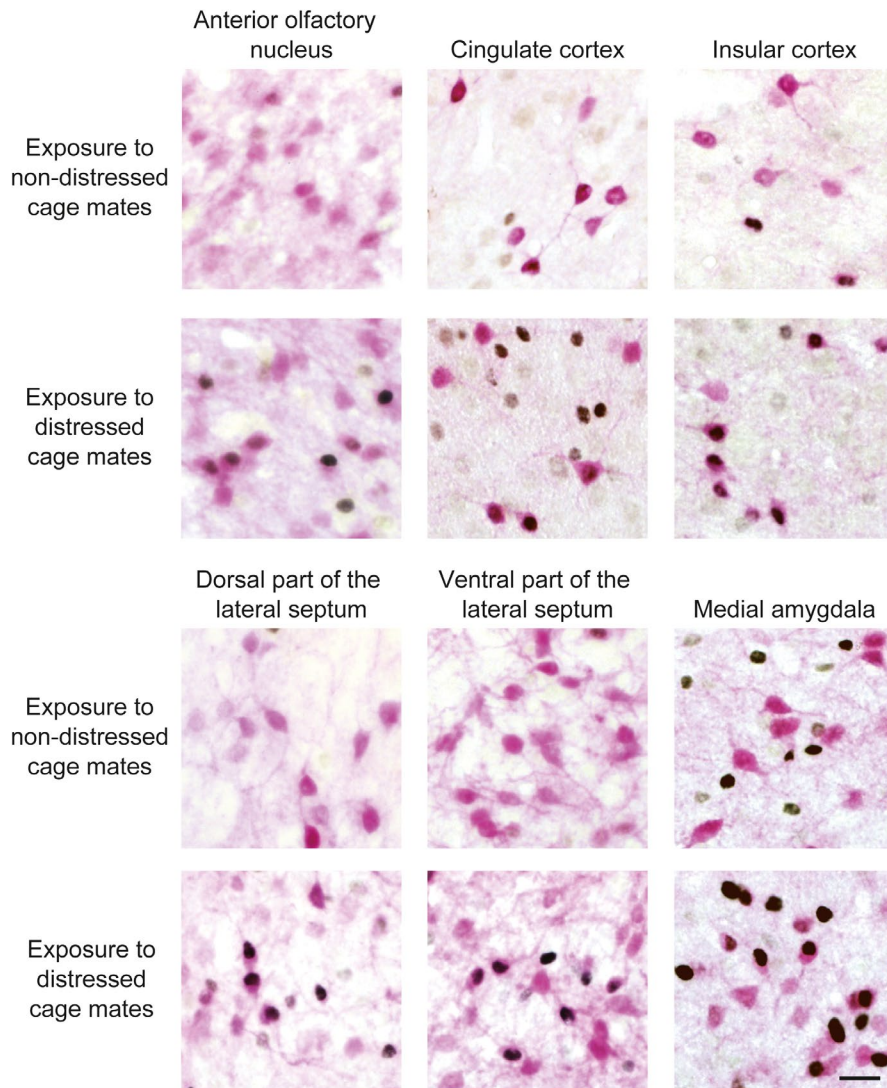 Anterior olfactory
nucleus
Cingulate cortex
Insular cortex
Exposure to
non-distressed
cage mates
Exposure to
distressed
cage mates
Dorsal part of the
lateral septum
Ventral part of the
lateral septum
Medial amygdala
Exposure to
non-distressed
cage mates
Exposure to
distressed
cage mates